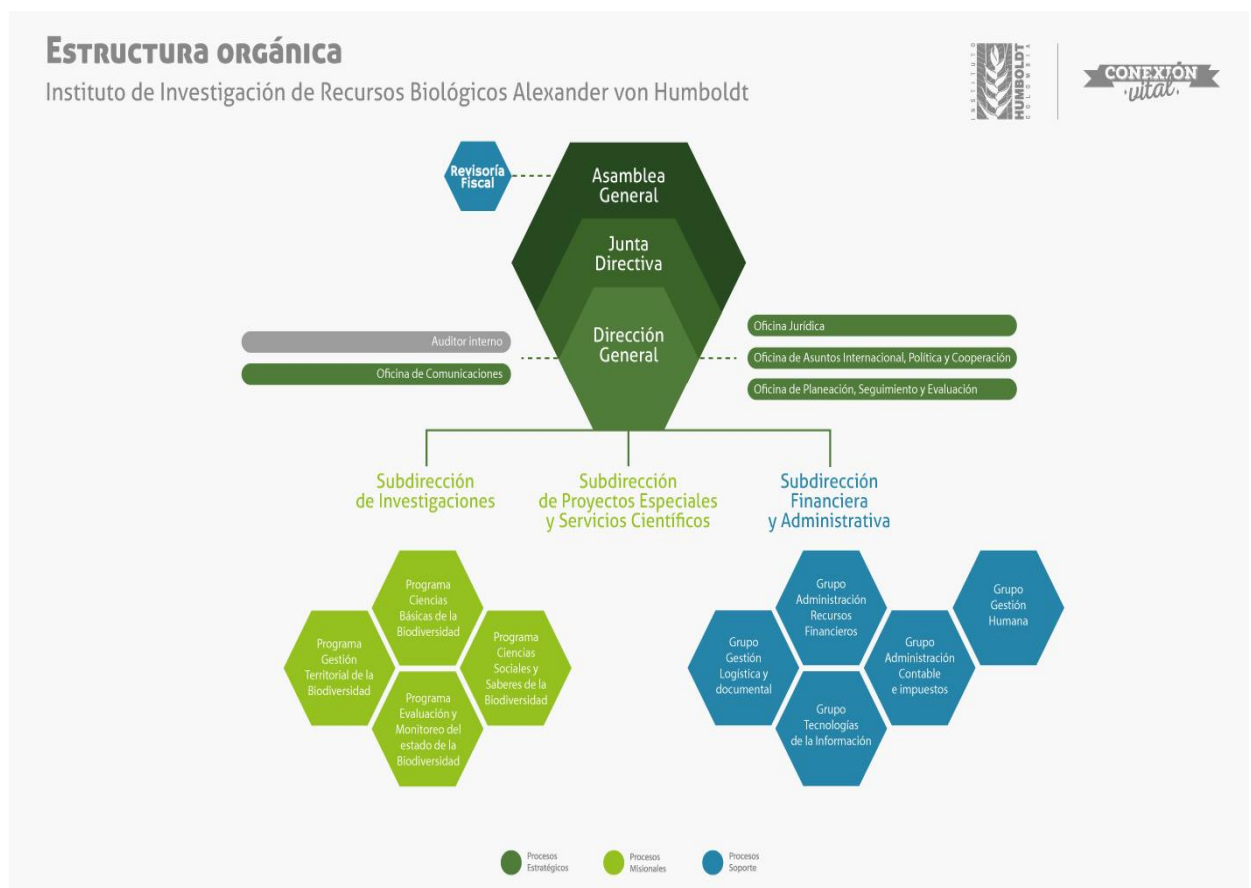 Estructura orgánica
Instituto de Investigación de Recursos Biológicos Alexander von Humboldt
INSTITUTO
HUMBOLDT
COLOMBIA
CONEXIÓN
vital
Revisoría
Fiscal
Asamblea
General
Junta
Directiva
Dirección
General
Auditor interno
Oficina de Comunicaciones
Oficina Jurídica
Oficina de Asuntos Internacional, Política y Cooperación
Oficina de Planeación, Seguimiento y Evaluación
Subdirección
de Investigaciones
Subdirección
de Proyectos Especiales
y Servicios Científicos
Subdirección
Financiera
y Administrativa
Programa
Ciencias
Básicas de la
Biodiversidad
Programa
Gestión
Territorial de la
Biodiversidad
Programa
Ciencias
Sociales y
Saberes de la
Biodiversidad
Programa
Evaluación y
Monitoreo del
estado de la
Biodiversidad
Grupo
Administración
Recursos
Financieros
Grupo
Gestión
Humana
Grupo
Gestión
Logística y
documental
Grupo
Administración
Contable
e impuestos
Grupo
Tecnologías
de la Información
Procesos
Estratégicos
Procesos
Misionales
Procesos
Soporte